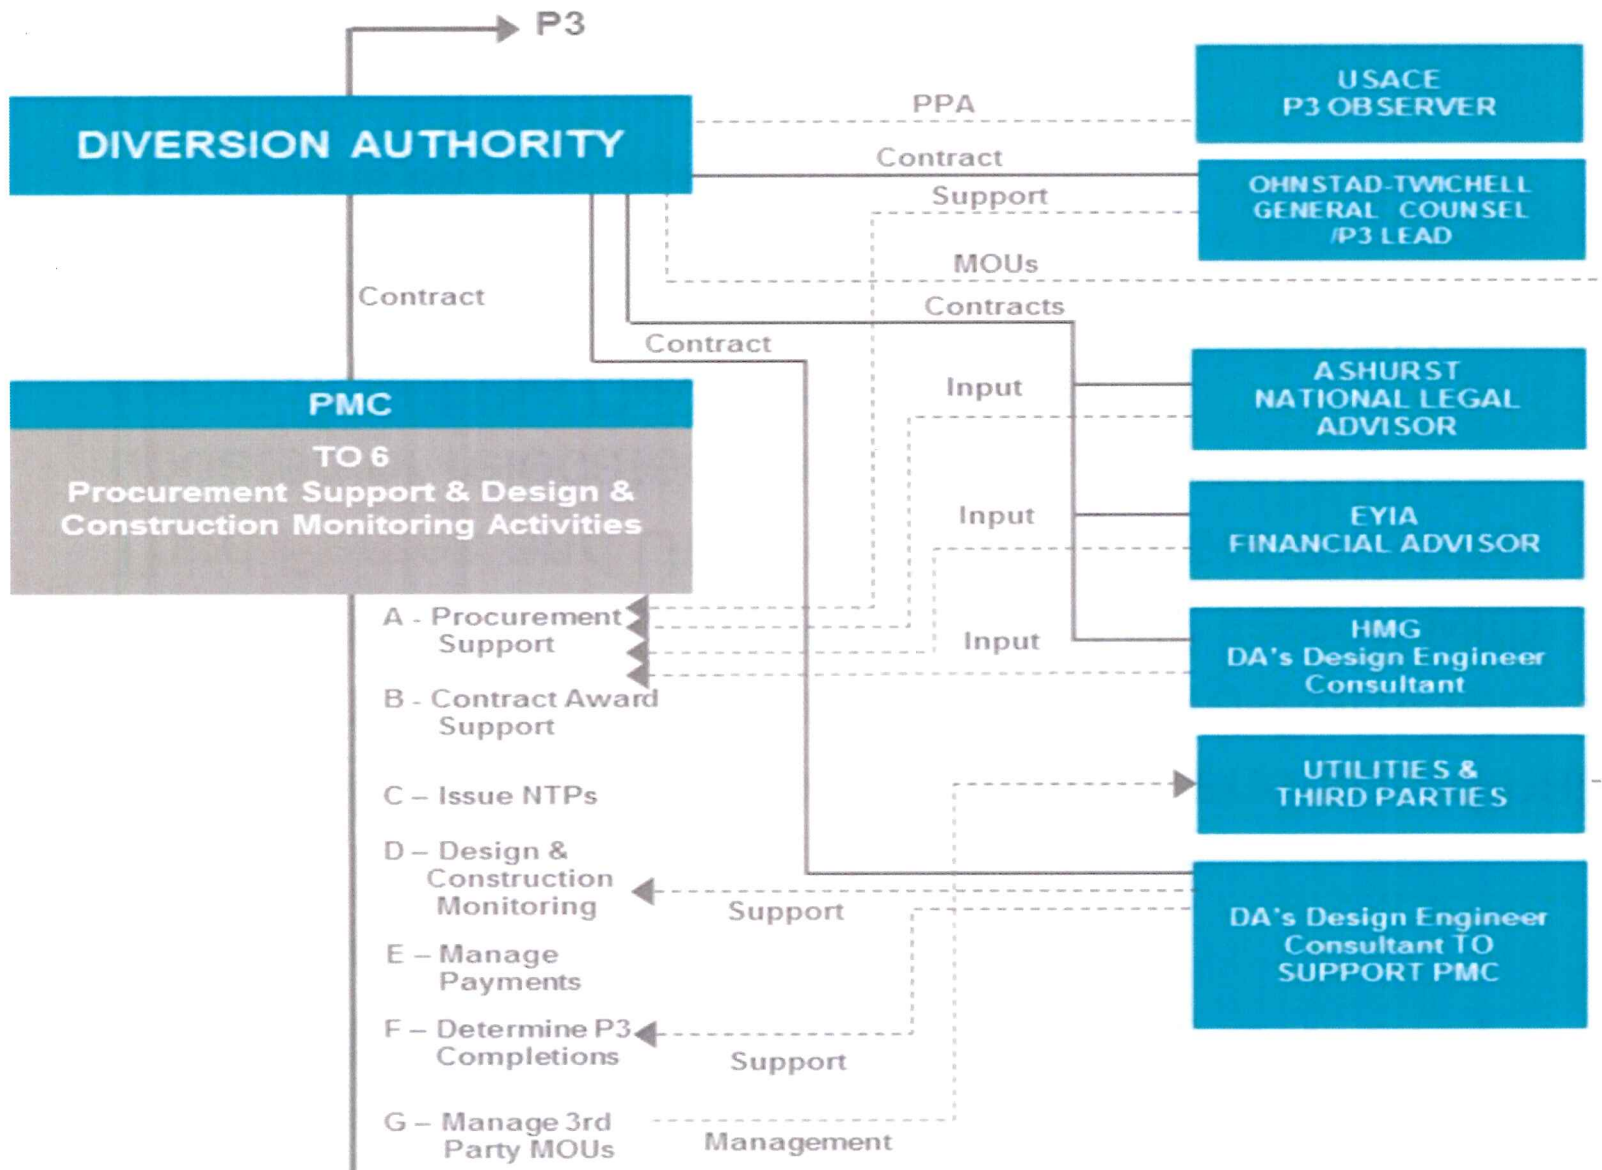 P3
DIVERSION AUTHORITY
PPA
USACE
P3 OBSERVER
Contract
OHNSTAD-TWICHELL
GENERAL COUNSEL
/P3 LEAD
Support
MOUs
Contract
Contracts
Contract
PMC
TO 6
Procurement Support & Design &
Construction Monitoring Activities
Input
ASHURST
NATIONAL LEGAL
ADVISOR
Input
EYIA
FINANCIAL ADVISOR
Input
HMG
DA's Design Engineer
Consultant
A - Procurement
Support
B - Contract Award
Support
C – Issue NTPs
UTILITIES &
THIRD PARTIES
D – Design &
Construction
Monitoring
Support
DA's Design Engineer
Consultant TO
SUPPORT PMC
E – Manage
Payments
F – Determine P3
Completions
Support
G – Manage 3rd
Party MOUs
Management